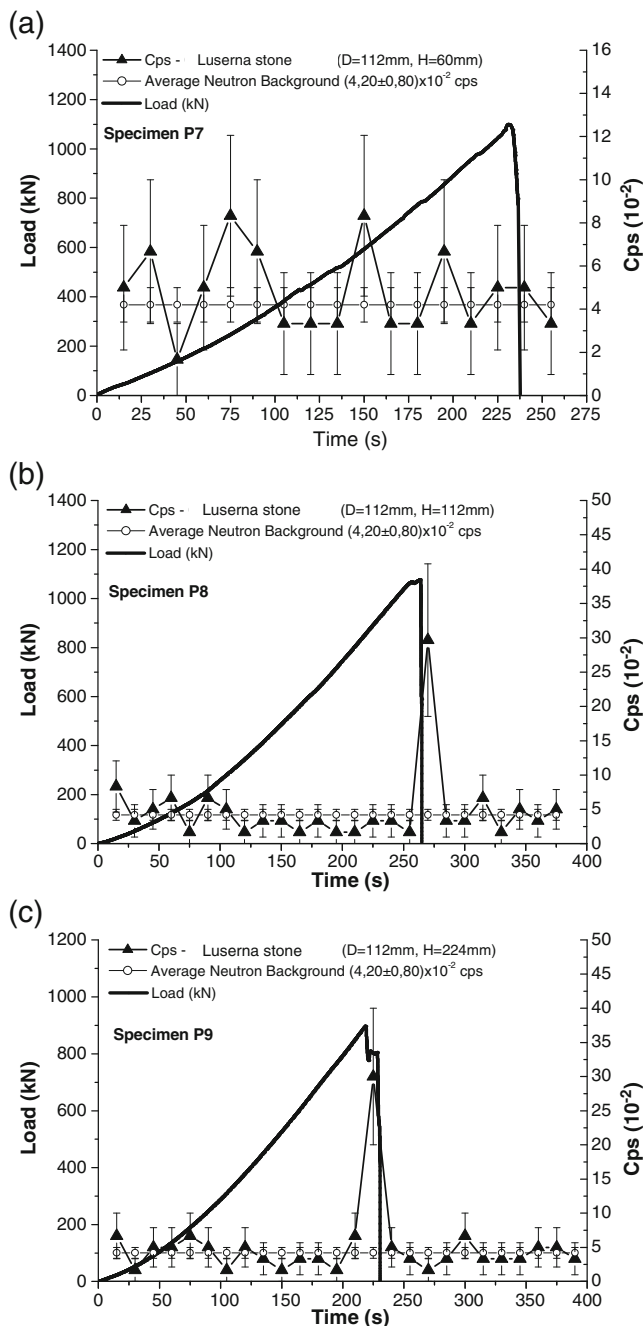 (a)
1400
1200
1000
800
600
400
200
0
Load (kN)
Cps - Luserna stone (D=112mm, H=60mm)
Average Neutron Background (4,20±0,80)x10⁻² cps
Load (kN)
Specimen P7
16
14
12
10
8
6
4
2
0
Cps (10⁻²)
0 25 50 75 100 125 150 175 200 225 250 275
Time (s)
(b)
1400
1200
1000
800
600
400
200
0
Load (kN)
Cps - Luserna stone (D=112mm, H=112mm)
Average Neutron Background (4,20±0,80)x10⁻² cps
Load (kN)
Specimen P8
50
45
40
35
30
25
20
15
10
5
0
Cps (10⁻²)
0 50 100 150 200 250 300 350 400
Time (s)
(c)
1200
1000
800
600
400
200
0
Load (kN)
Cps - Luserna stone (D=112mm, H=224mm)
Average Neutron Background (4,20±0,80)x10⁻² cps
Load (kN)
Specimen P9
50
45
40
35
30
25
20
15
10
5
0
Cps (10⁻²)
0 50 100 150 200 250 300 350 400
Time (s)